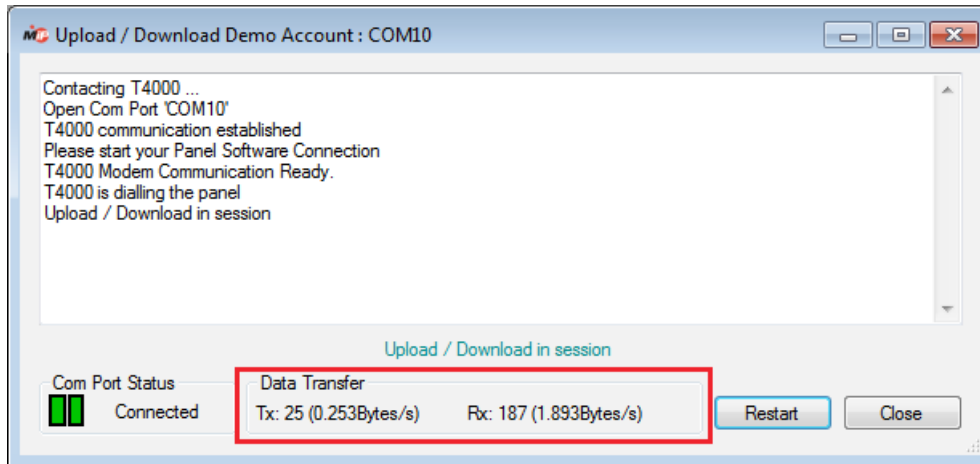 Upload / Download Demo Account : COM10
Contacting T4000 ...
Open Com Port 'COM10'
T4000 communication established
Please start your Panel Software Connection
T4000 Modem Communication Ready.
T4000 is dialling the panel
Upload / Download in session
Upload / Download in session
Com Port Status
Connected
Data Transfer
Tx: 25 (0.253Bytes/s) Rx: 187 (1.893Bytes/s)
Restart
Close